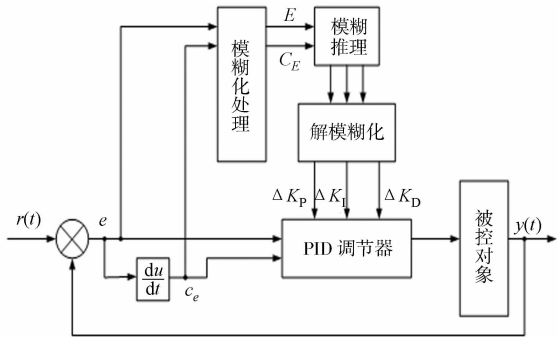 E
C_E
模糊化处理
模糊推理
解模糊化
ΔK_P ΔK_I ΔK_D
r(t)
e
PID 调节器
被控对象
y(t)
du/dt
c_e